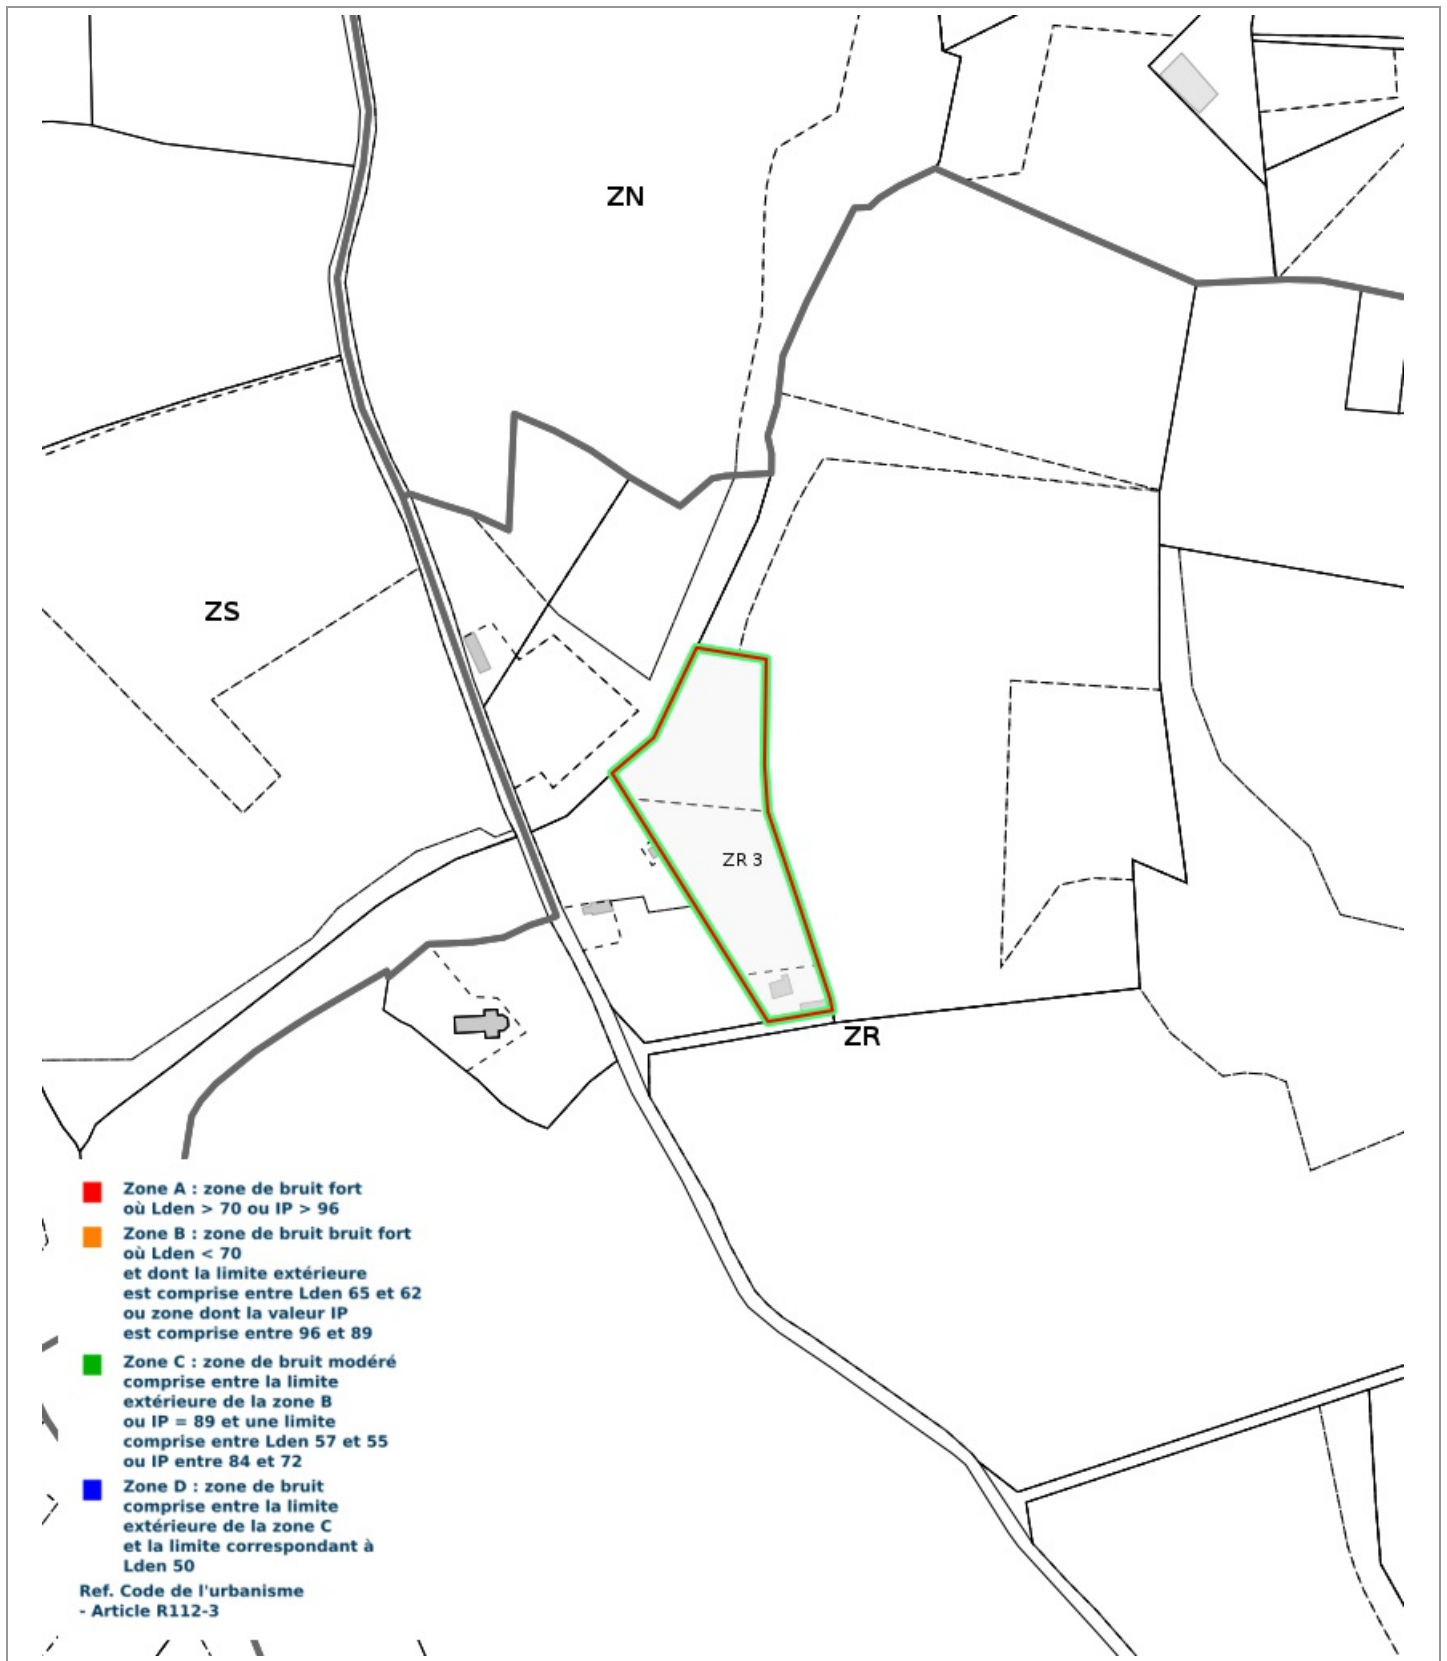 ZN
ZS
ZR 3
ZR
Zone A : zone de bruit fort
où Lden > 70 ou IP > 96
Zone B : zone de bruit bruit fort
où Lden < 70
et dont la limite extérieure
est comprise entre Lden 65 et 62
ou zone dont la valeur IP
est comprise entre 96 et 89
Zone C : zone de bruit modéré
comprise entre la limite
extérieure de la zone B
ou IP = 89 et une limite
comprise entre Lden 57 et 55
ou IP entre 84 et 72
Zone D : zone de bruit
comprise entre la limite
extérieure de la zone C
et la limite correspondant à
Lden 50
Ref. Code de l'urbanisme
- Article R112-3